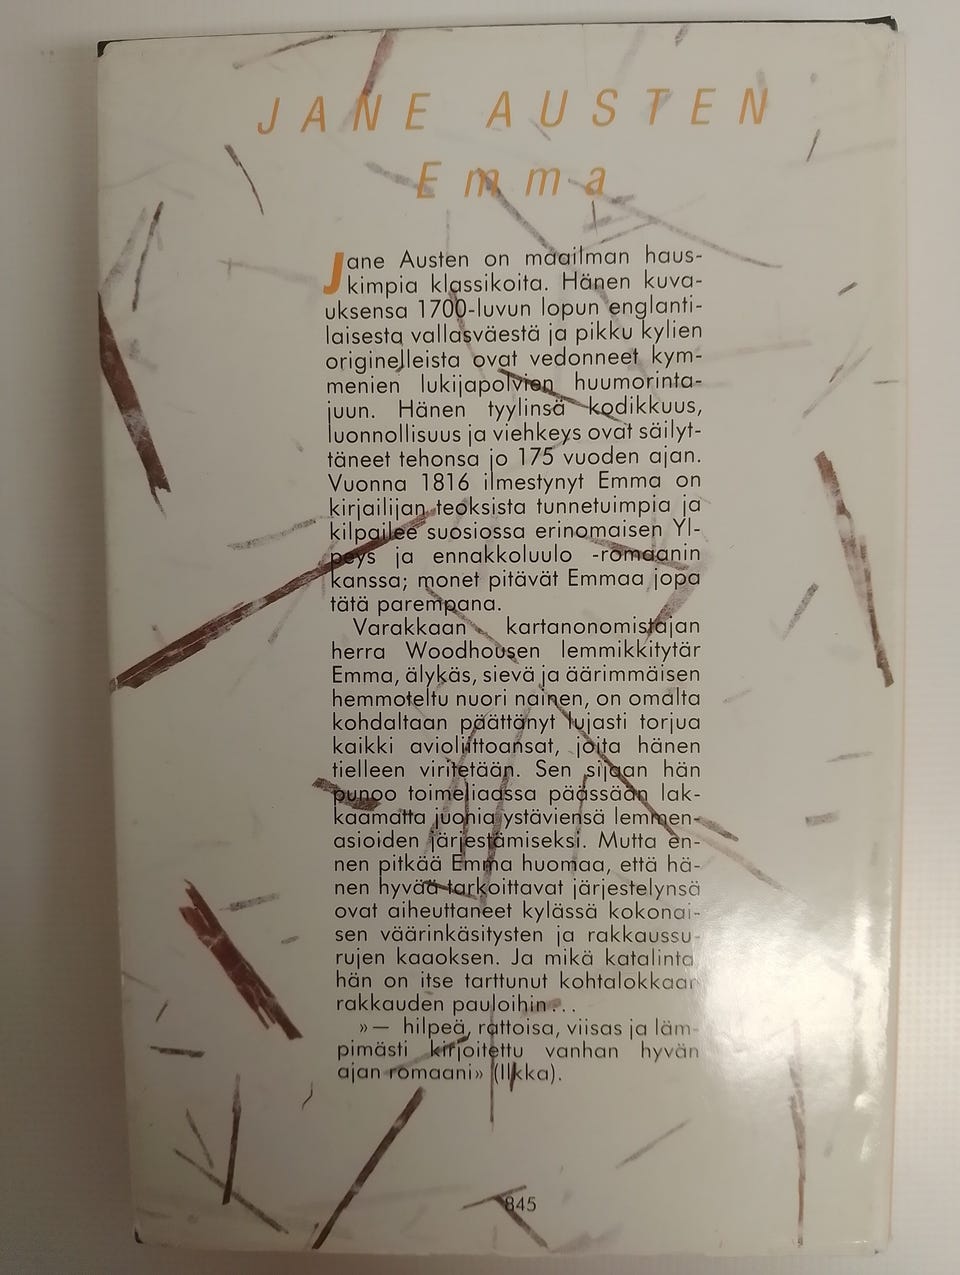 JANE AUSTEN
Emma
Jane Austen on maailman haus-
kimpia klassikoita. Hänen kuva-
uksensa 1700-luvun lopun englanti-
laisesta vallasväestä ja pikku kylien
originelleista ovat vedonneet kym-
menien lukijapolvien huumorinta-
juun. Hänen tyylinsä kodikkuus,
luonnollisuus ja viehkeys ovat säilyt-
täneet tehonsa jo 175 vuoden ajan.
Vuonna 1816 ilmestynyt Emma on
kirjailijan teoksista tunnetuimpia ja
kilpailee suosiossa erinomaisen Yl-
peys ja ennakkoluulo -romaanin
kanssa; monet pitävät Emmaa jopa
tätä parempana.
Varakkaan kartanonomistajan
herra Woodhousen lemmikkitytär
Emma, älykäs, sievä ja äärimmäisen
hemmoteltu nuori nainen, on omalta
kohdaltaan päättänyt lujasti torjua
kaikki avioliittoansat, joita hänen
tielleen viritetään. Sen sijaan hän
punoo toimeliaassa päässään lak-
kaamatta juonia ystäviensä lemmen-
asioiden järjestämiseksi. Mutta en-
nen pitkää Emma huomaa, että hä-
nen hyvää tarkoittavat järjestelynsä
ovat aiheuttaneet kylässä kokonai-
sen väärinkäsitysten ja rakkaussu-
rujen kaaoksen. Ja mikä katalinta,
hän on itse tarttunut kohtalokkaan
rakkauden pauloihin...
»— hilpeä, rattoisa, viisas ja läm-
pimästi kirjoitettu vanhan hyvän
ajan romaani» (Ilkka).
845